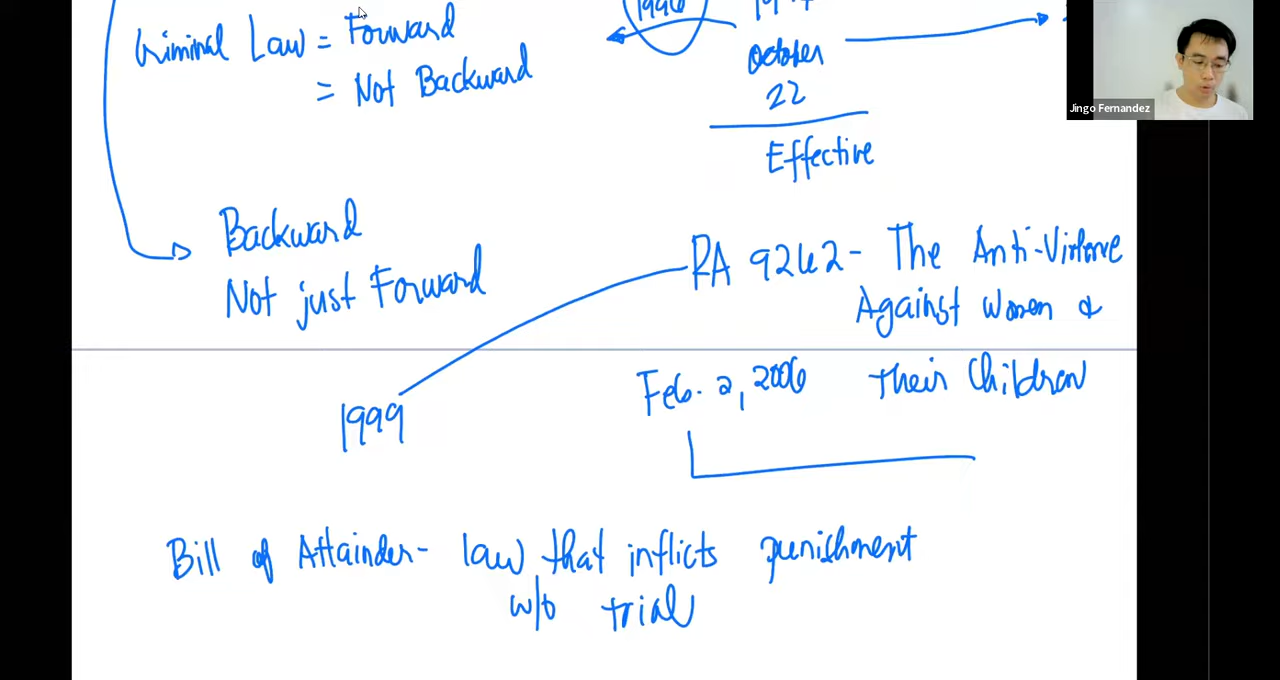 Criminal Law = Forward
= Not Backward
1996
October
22
Effective
Jingo Fernandez
Backward
Not just Forward
RA 9262 - The Anti-Violence
Against Women &
Their Children
Feb. 2, 2006
1999
Bill of Attainder - law that inflicts punishment
w/o trial